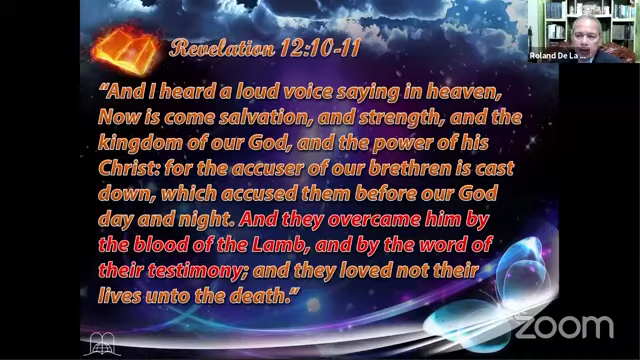 Revelation 12:10-11
Roland De La ...
“And I heard a loud voice saying in heaven,
Now is come salvation, and strength, and the
kingdom of our God, and the power of his
Christ: for the accuser of our brethren is cast
down, which accused them before our God
day and night. And they overcame him by
the blood of the Lamb, and by the word of
their testimony; and they loved not their
lives unto the death.”
zoom